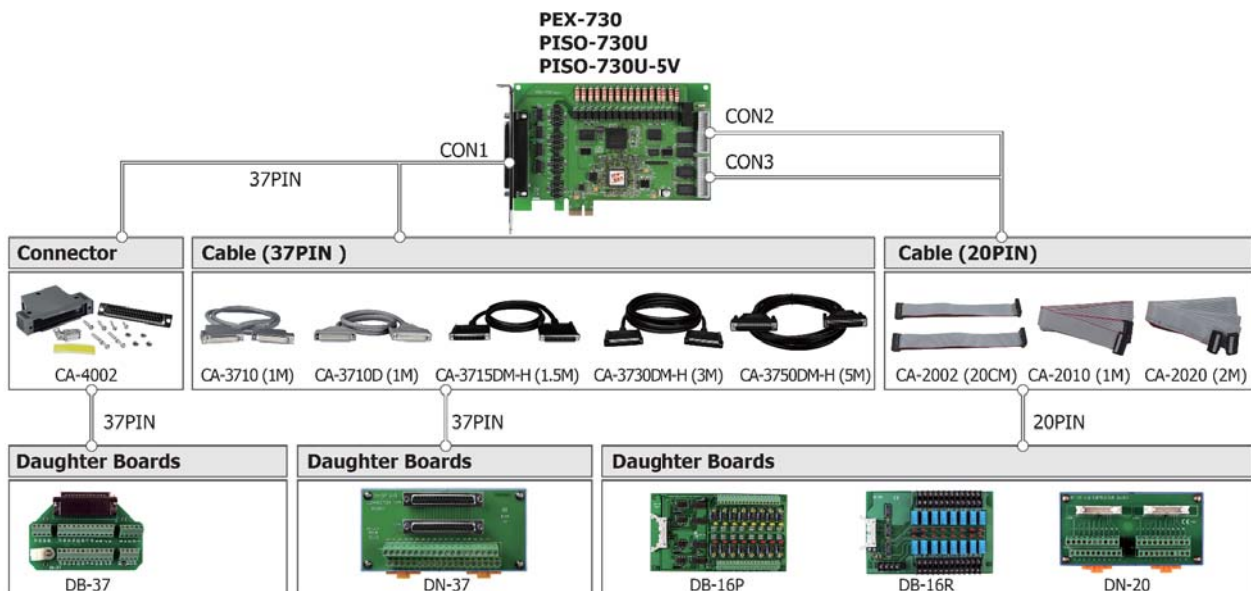 PEX-730
PISO-730U
PISO-730U-5V
CON2
CON1
CON3
37PIN
Connector
Cable (37PIN )
Cable (20PIN)
CA-4002
CA-3710 (1M)
CA-3710D (1M)
CA-3715DM-H (1.5M)
CA-3730DM-H (3M)
CA-3750DM-H (5M)
CA-2002 (20CM)
CA-2010 (1M)
CA-2020 (2M)
37PIN
37PIN
20PIN
Daughter Boards
Daughter Boards
Daughter Boards
DB-37
DN-37
DB-16P
DB-16R
DN-20